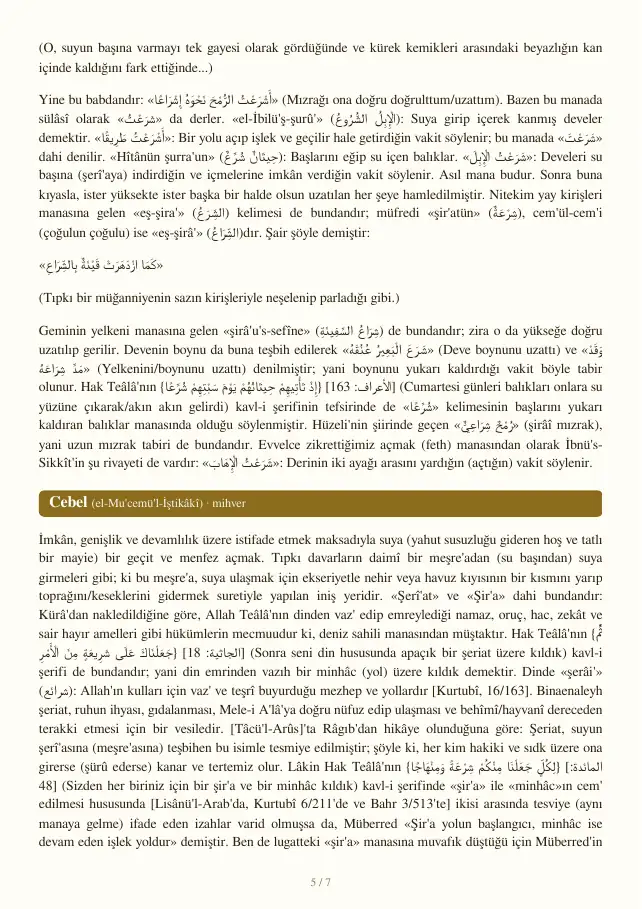 (O, suyun başına varmayı tek gayesi olarak gördüğünde ve kürek kemikleri arasındaki beyazlığın kan
içinde kaldığını fark ettiğinde...)
Yine bu babdandır: «أَشْرَعْتُ الرُّمْحَ نَحْوَهُ إِشْرَاعًا» (Mızrağı ona doğru doğrulttum/uzattım). Bazen bu manada
sülâsî olarak «شَرَعْتُ» da derler. «el-İbilü'ş-şurû'» (الْإِبِلُ الشُّرُوعُ): Suya girip içerek kanmış develer
demektir. «أَشْرَعْتُ طَرِيقًا»: Bir yolu açıp işlek ve geçilir hale getirdiğin vakit söylenir; bu manada «شَرَعْتَ»
dahi denilir. «Hîtânün şurra'un» (حِيتَانٌ شُرَّعٌ): Başlarını eğip su içen balıklar. «شَرَعْتُ الْإِبِلَ»: Develeri su
başına (şerî'aya) indirdiğin ve içmelerine imkân verdiğin vakit söylenir. Asıl mana budur. Sonra buna
kıyasla, ister yüksekte ister başka bir halde olsun uzatılan her şeye hamledilmiştir. Nitekim yay kirişleri
manasına gelen «eş-şira'» (الشِّرَعُ) kelimesi de bundandır; müfredi «şir'atün» (شِرْعَةٌ), cem'ül-cem'i
(çoğulun çoğulu) ise «eş-şirâ'» (الشِّرَاعُ)dır. Şair şöyle demiştir:
«كَمَا ازْدَهَرَتْ قَيْنَةٌ بِالشِّرَاعِ»
(Tıpkı bir müğanniyenin sazın kirişleriyle neşelenip parladığı gibi.)
Geminin yelkeni manasına gelen «şirâ'u's-sefîne» (شِرَاعُ السَّفِينَةِ) de bundandır; zira o da yükseğe doğru
uzatılıp gerilir. Devenin boynu da buna teşbih edilerek «شَرَعَ الْبَعِيرُ عُنُقَهُ» (Deve boynunu uzattı) ve «وَقَدْ
مَدَّ شِرَاعَهُ» (Yelkenini/boynunu uzattı) denilmiştir; yani boynunu yukarı kaldırdığı vakit böyle tabir
olunur. Hak Teâlâ'nın {إِذْ تَأْتِيهِمْ حِيتَانُهُمْ يَوْمَ سَبْتِهِمْ شُرَّعًا} [الأعراف: 163] (Cumartesi günleri balıkları onlara su
yüzüne çıkarak/akın akın gelirdi) kavl-i şerifinin tefsirinde de «شُرَّعًا» kelimesinin başlarını yukarı
kaldıran balıklar manasında olduğu söylenmiştir. Hüzeli'nin şiirinde geçen «رُمْحٌ شِرَاعِيٌّ» (şirâî mızrak),
yani uzun mızrak tabiri de bundandır. Evvelce zikrettiğimiz açmak (feth) manasından olarak İbnü's-
Sikkît'in şu rivayeti de vardır: «شَرَعْتُ الْإِهَابَ»: Derinin iki ayağı arasını yardığın (açtığın) vakit söylenir.
Cebel (el-Mu'cemü'l-İştikâkî) · mihver
İmkân, genişlik ve devamlılık üzere istifade etmek maksadıyla suya (yahut susuzluğu gideren hoş ve tatlı
bir mayie) bir geçit ve menfez açmak. Tıpkı davarların daimî bir meşre'adan (su başından) suya
girmeleri gibi; ki bu meşre'a, suya ulaşmak için ekseriyetle nehir veya havuz kıyısının bir kısmını yarıp
toprağını/keseklerini gidermek suretiyle yapılan iniş yeridir. «Şerî'at» ve «Şir'a» dahi bundandır:
Kürâ'dan nakledildiğine göre, Allah Teâlâ'nın dinden vaz' edip emreylediği namaz, oruç, hac, zekât ve
sair hayır amelleri gibi hükümlerin mecmuudur ki, deniz sahili manasından müştaktır. Hak Teâlâ'nın {ثُمَّ
جَعَلْنَاكَ عَلَى شَرِيعَةٍ مِنَ الْأَمْرِ} [الجاثية: 18] (Sonra seni din hususunda apaçık bir şeriat üzere kıldık) kavl-i
şerifi de bundandır; yani din emrinden vazıh bir minhâc (yol) üzere kıldık demektir. Dinde «şerâi'»
(شرائع): Allah'ın kulları için vaz' ve teşrî buyurduğu mezhep ve yollardır [Kurtubî, 16/163]. Binaenaleyh
şeriat, ruhun ihyası, gıdalanması, Mele-i A'lâ'ya doğru nüfuz edip ulaşması ve behîmî/hayvanî dereceden
terakki etmesi için bir vesiledir. [Tâcü'l-Arûs]'ta Râgıb'dan hikâye olunduğuna göre: Şeriat, suyun
şerî'asına (meşre'asına) teşbihen bu isimle tesmiye edilmiştir; şöyle ki, her kim hakiki ve sıdk üzere ona
girerse (şürû ederse) kanar ve tertemiz olur. Lâkin Hak Teâlâ'nın {لِكُلٍّ جَعَلْنَا مِنْكُمْ شِرْعَةً وَمِنْهَاجًا} [المائدة:
48] (Sizden her biriniz için bir şir'a ve bir minhâc kıldık) kavl-i şerifinde «şir'a» ile «minhâc»ın cem'
edilmesi hususunda [Lisânü'l-Arab'da, Kurtubî 6/211'de ve Bahr 3/513'te] ikisi arasında tesviye (aynı
manaya gelme) ifade eden izahlar varid olmuşsa da, Müberred «Şir'a yolun başlangıcı, minhâc ise
devam eden işlek yoldur» demiştir. Ben de lugatteki «şir'a» manasına muvafık düştüğü için Müberred'in
5 / 7